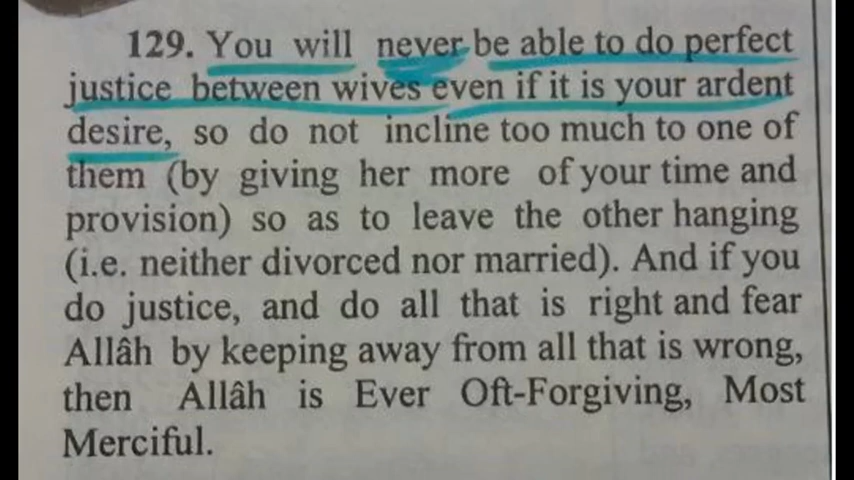 129. You will never be able to do perfect
justice between wives even if it is your ardent
desire, so do not incline too much to one of
them (by giving her more of your time and
provision) so as to leave the other hanging
(i.e. neither divorced nor married). And if you
do justice, and do all that is right and fear
Allâh by keeping away from all that is wrong,
then Allâh is Ever Oft-Forgiving, Most
Merciful.